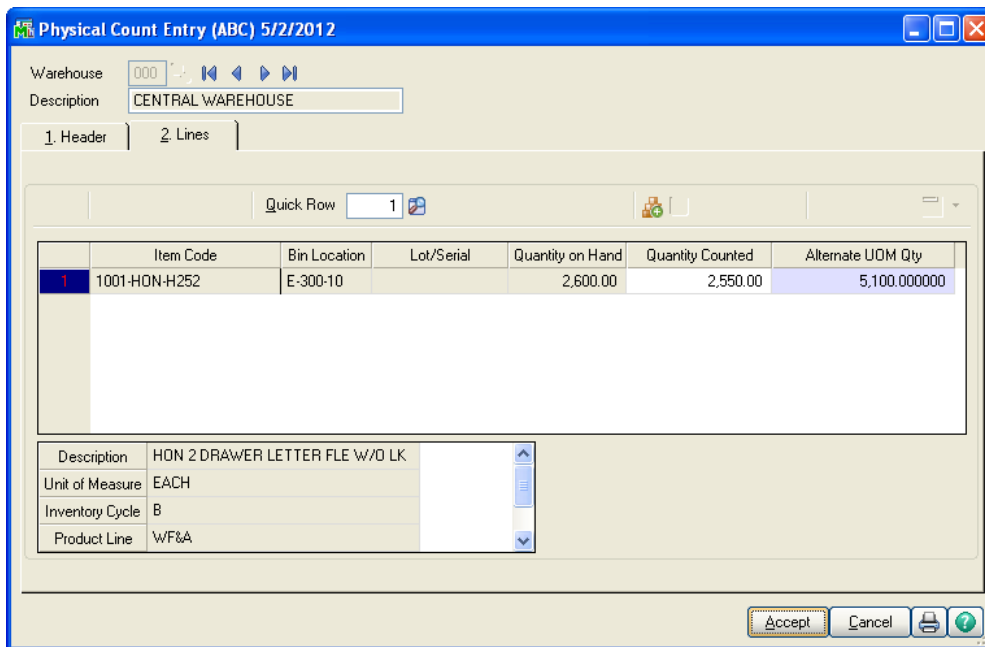 Physical Count Entry (ABC) 5/2/2012
Warehouse 000
Description CENTRAL WAREHOUSE
1. Header 2. Lines
Quick Row 1
Item Code Bin Location Lot/Serial Quantity on Hand Quantity Counted Alternate UOM Qty
1 1001-HON-H252 E-300-10 2,600.00 2,550.00 5,100.000000
Description HON 2 DRAWER LETTER FLE W/O LK
Unit of Measure EACH
Inventory Cycle B
Product Line WF&A
Accept Cancel